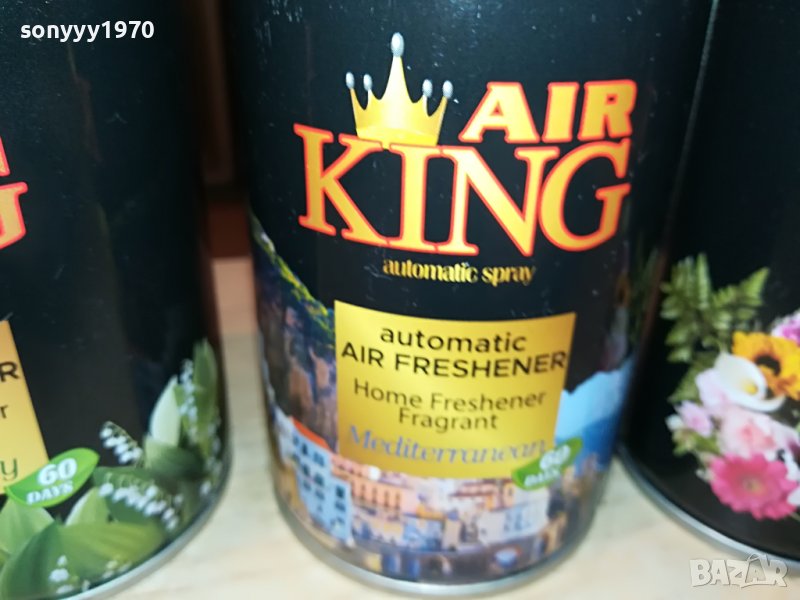 sonyyy1970
G
R
r
y
60
DAYS
AIR
KING
automatic spray
automatic
AIR FRESHENER
Home Freshener
Fragrant
Mediterranean
60
DAYS
BAZAR